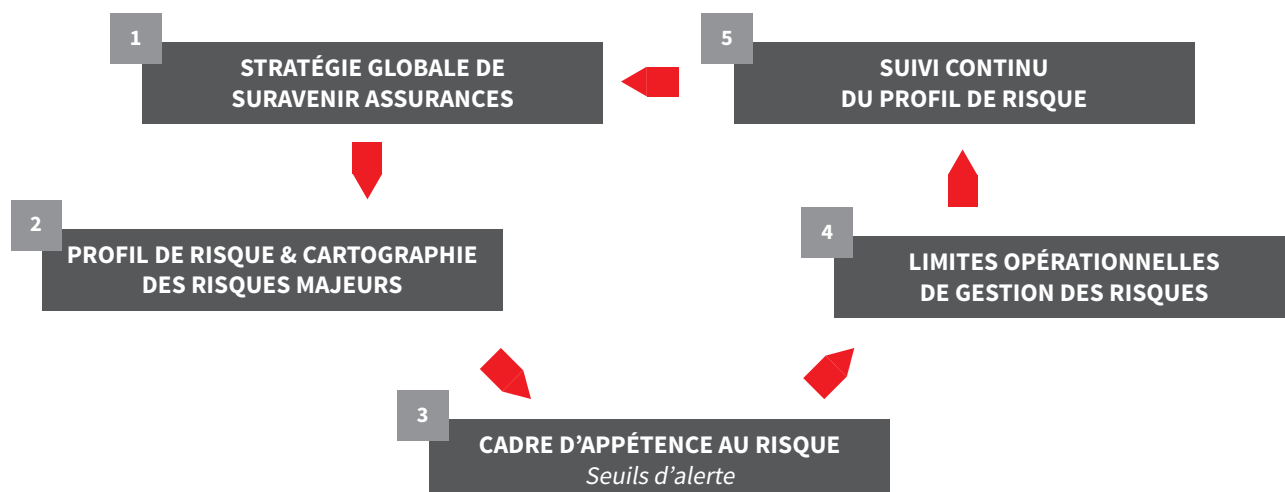 1
STRATÉGIE GLOBALE DE
SURAVENIR ASSURANCES
2
PROFIL DE RISQUE & CARTOGRAPHIE
DES RISQUES MAJEURS
3
CADRE D’APPÉTENCE AU RISQUE
Seuils d’alerte
4
LIMITES OPÉRATIONNELLES
DE GESTION DES RISQUES
5
SUIVI CONTINU
DU PROFIL DE RISQUE